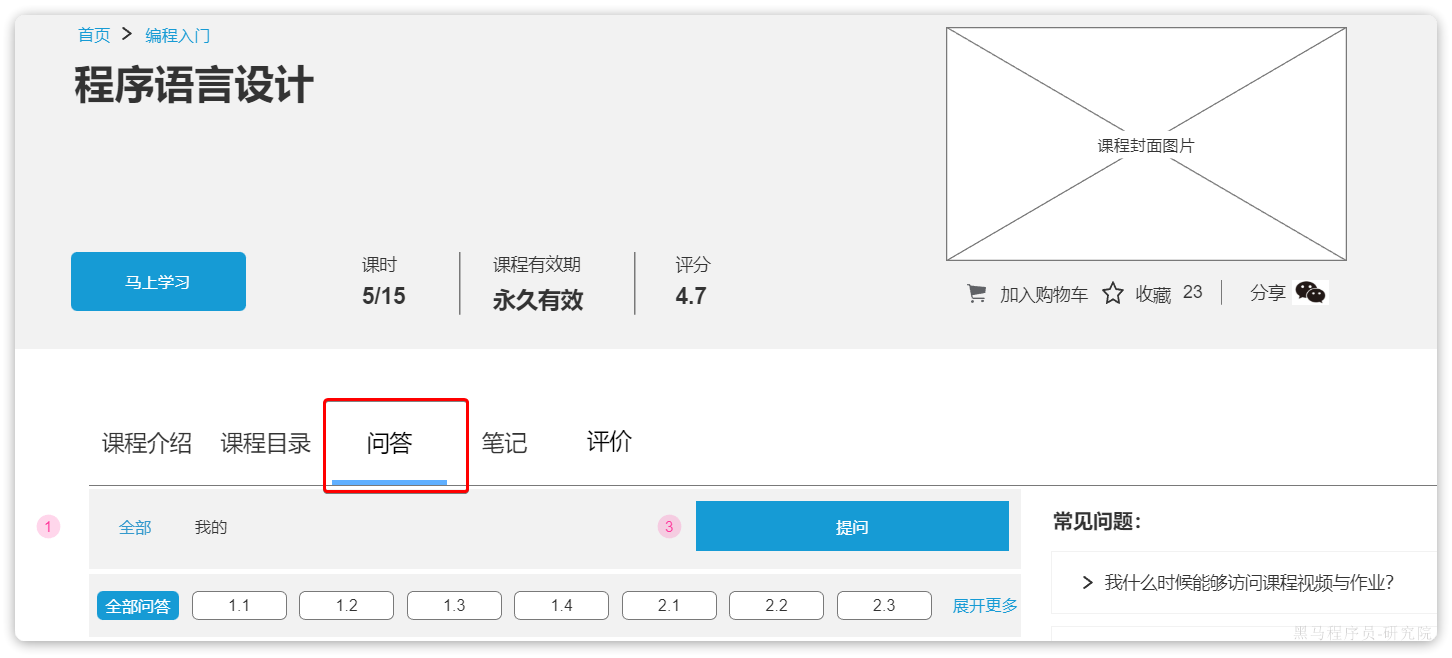 首页 > 编程入门
程序语言设计
课程封面图片
马上学习
课时
5/15
课程有效期
永久有效
评分
4.7
加入购物车 收藏 23 分享
课程介绍 课程目录 问答 笔记 评价
1 全部 我的 3 提问
全部问答 1.1 1.2 1.3 1.4 2.1 2.2 2.3 展开更多
常见问题：
> 我什么时候能够访问课程视频与作业?
黑马程序员-研究院